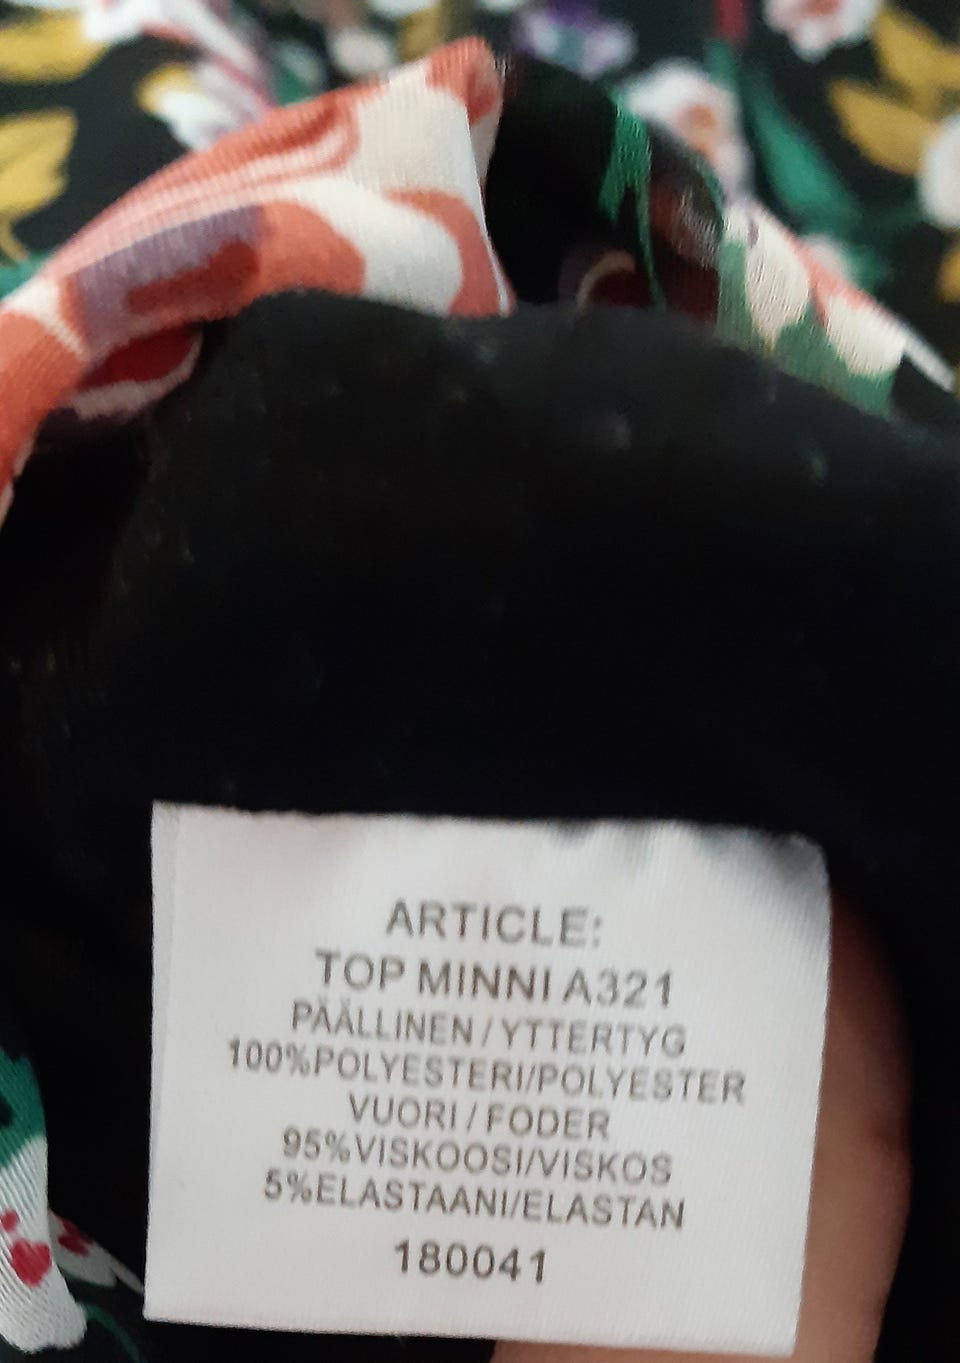 ARTICLE:
TOP MINNI A321
PÄÄLLINEN / YTTERTYG
100%POLYESTERI/POLYESTER
VUORI / FODER
95%VISKOOSI/VISKOS
5%ELASTAANI/ELASTAN
180041